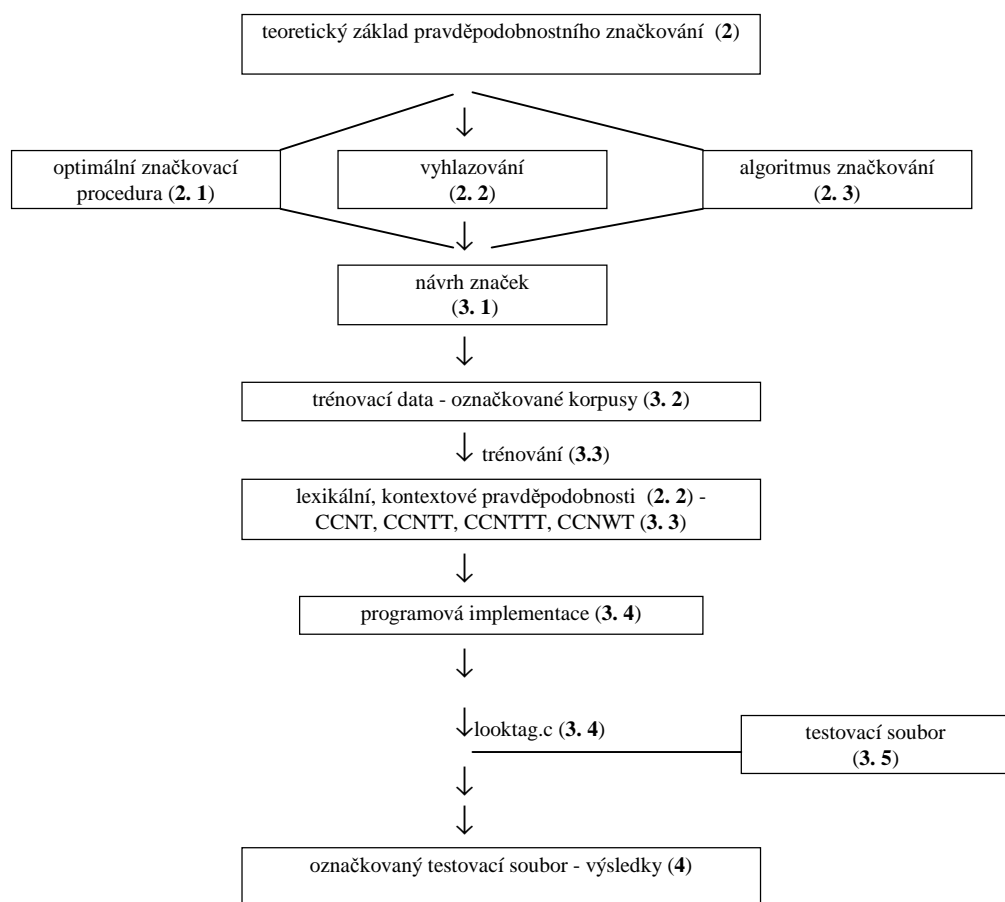 teoretický základ pravděpodobnostního značkování (2)
optimální značkovací
procedura (2. 1)
vyhlazování
(2. 2)
algoritmus značkování
(2. 3)
návrh značek
(3. 1)
trénovací data - označkované korpusy (3. 2)
trénování (3.3)
lexikální, kontextové pravděpodobnosti (2. 2) -
CCNT, CCNTT, CCNTTT, CCNWT (3. 3)
programová implementace (3. 4)
looktag.c (3. 4)
testovací soubor
(3. 5)
označkovaný testovací soubor - výsledky (4)